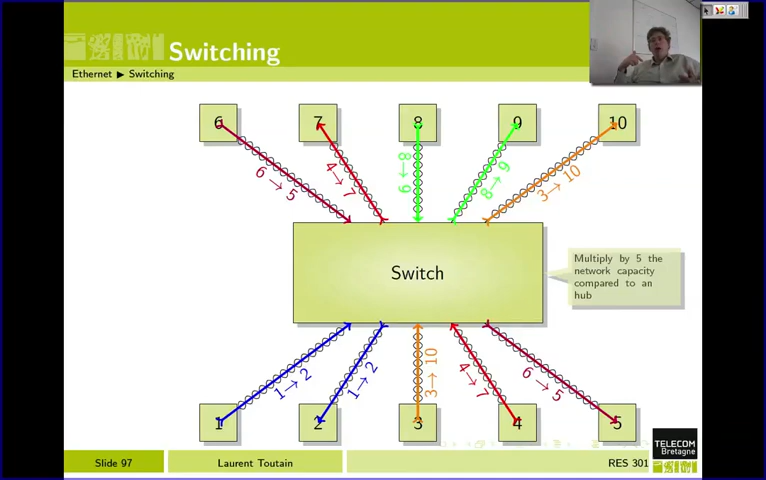 Switching
Ethernet ▶ Switching
6
7
8
9
10
6 → 5
4 → 7
8 → 9
8 → 9
3 → 10
Switch
Multiply by 5 the
network capacity
compared to an
hub
1 → 2
1 → 2
3 → 10
4 → 7
6 → 5
1
2
3
4
5
TELECOM
Bretagne
Slide 97
Laurent Toutain
RES 301